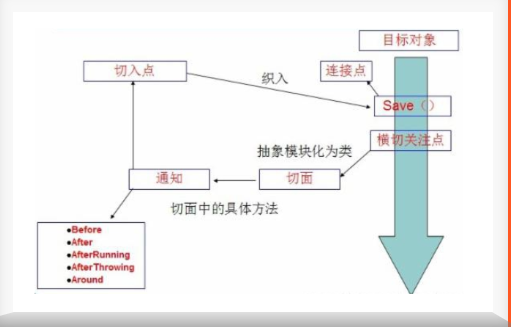 目标对象
切入点
连接点
织入
Save（）
横切关注点
抽象模块化为类
通知
切面
切面中的具体方法
●Before
●After
●AfterRunning
●AfterThrowing
●Around